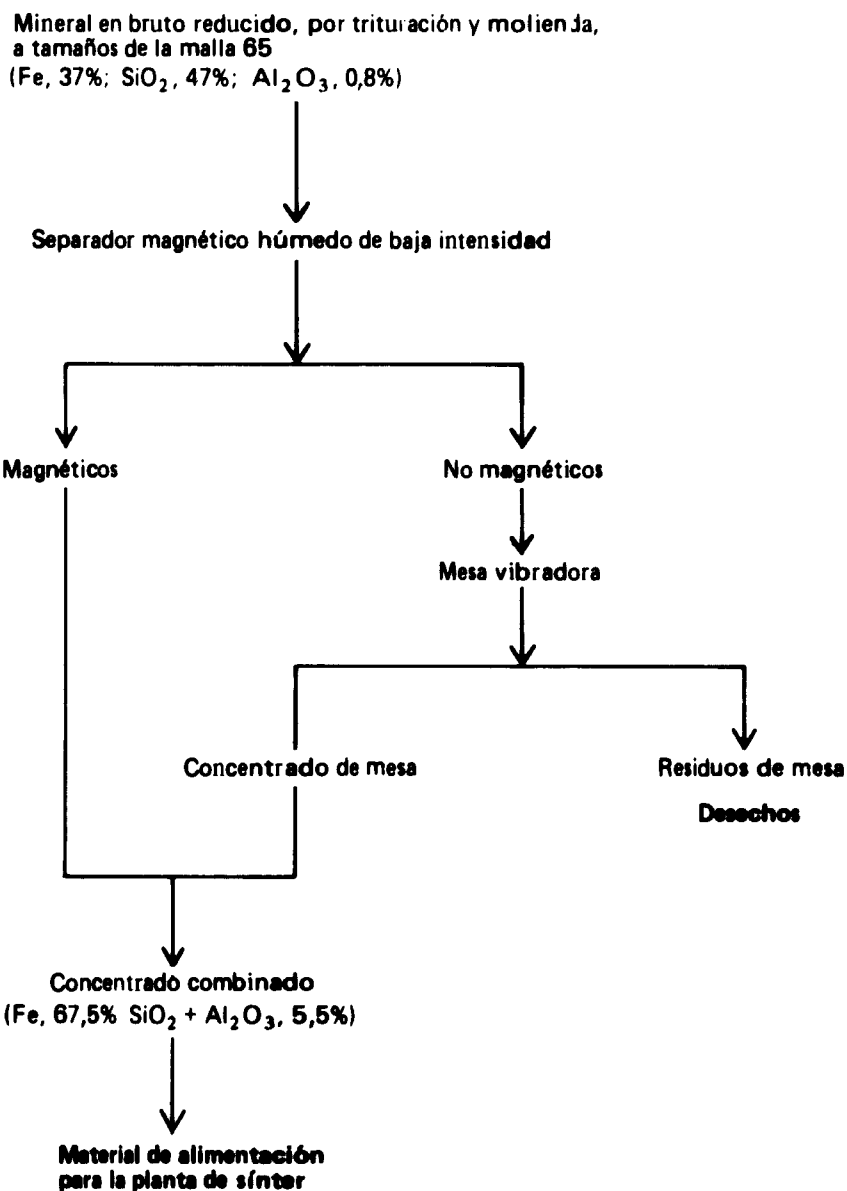 Mineral en bruto reducido, por trituración y molienda,
a tamaños de la malla 65
(Fe, 37%; SiO₂, 47%; Al₂O₃, 0,8%)
Separador magnético húmedo de baja intensidad
Magnéticos
No magnéticos
Mesa vibradora
Concentrado de mesa
Residuos de mesa
Desechos
Concentrado combinado
(Fe, 67,5% SiO₂ + Al₂O₃, 5,5%)
Material de alimentación
para la planta de sínter